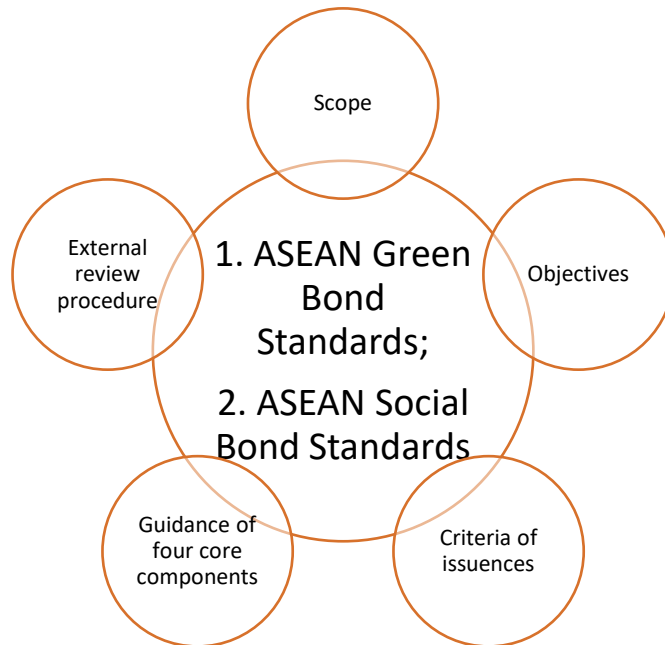 Scope
External
review
procedure
1. ASEAN Green
Bond
Standards;
2. ASEAN Social
Bond Standards
Objectives
Guidance of
four core
components
Criteria of
issuences